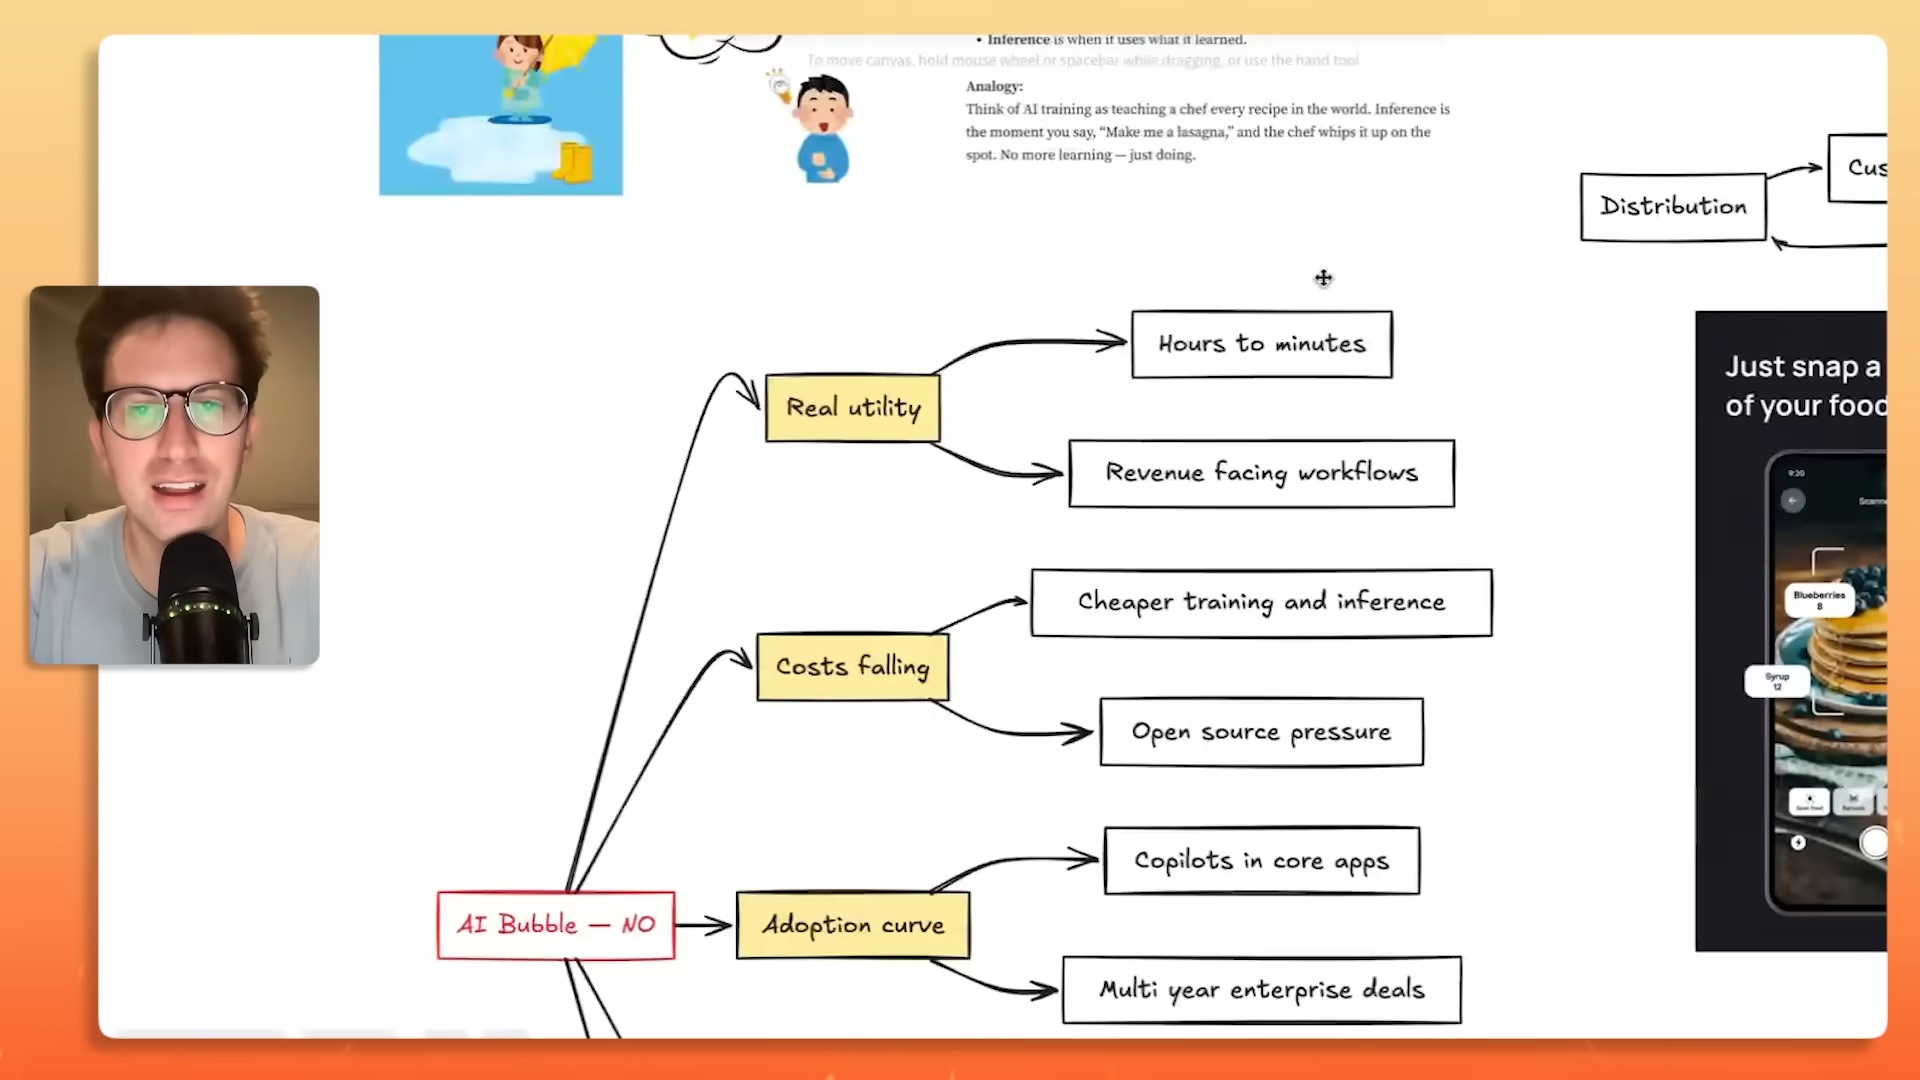 • Inference is when it uses what it learned.
To move canvas, hold mouse wheel or spacebar while dragging, or use the hand tool
Analogy:
Think of AI training as teaching a chef every recipe in the world. Inference is
the moment you say, “Make me a lasagna,” and the chef whips it up on the
spot. No more learning — just doing.
Cus
Distribution
Hours to minutes
Real utility
Revenue facing workflows
Cheaper training and inference
Costs falling
Open source pressure
Copilots in core apps
AI Bubble — NO
Adoption curve
Multi year enterprise deals
Just snap a
of your food
9:30
Blueberries
8
Syrup
12